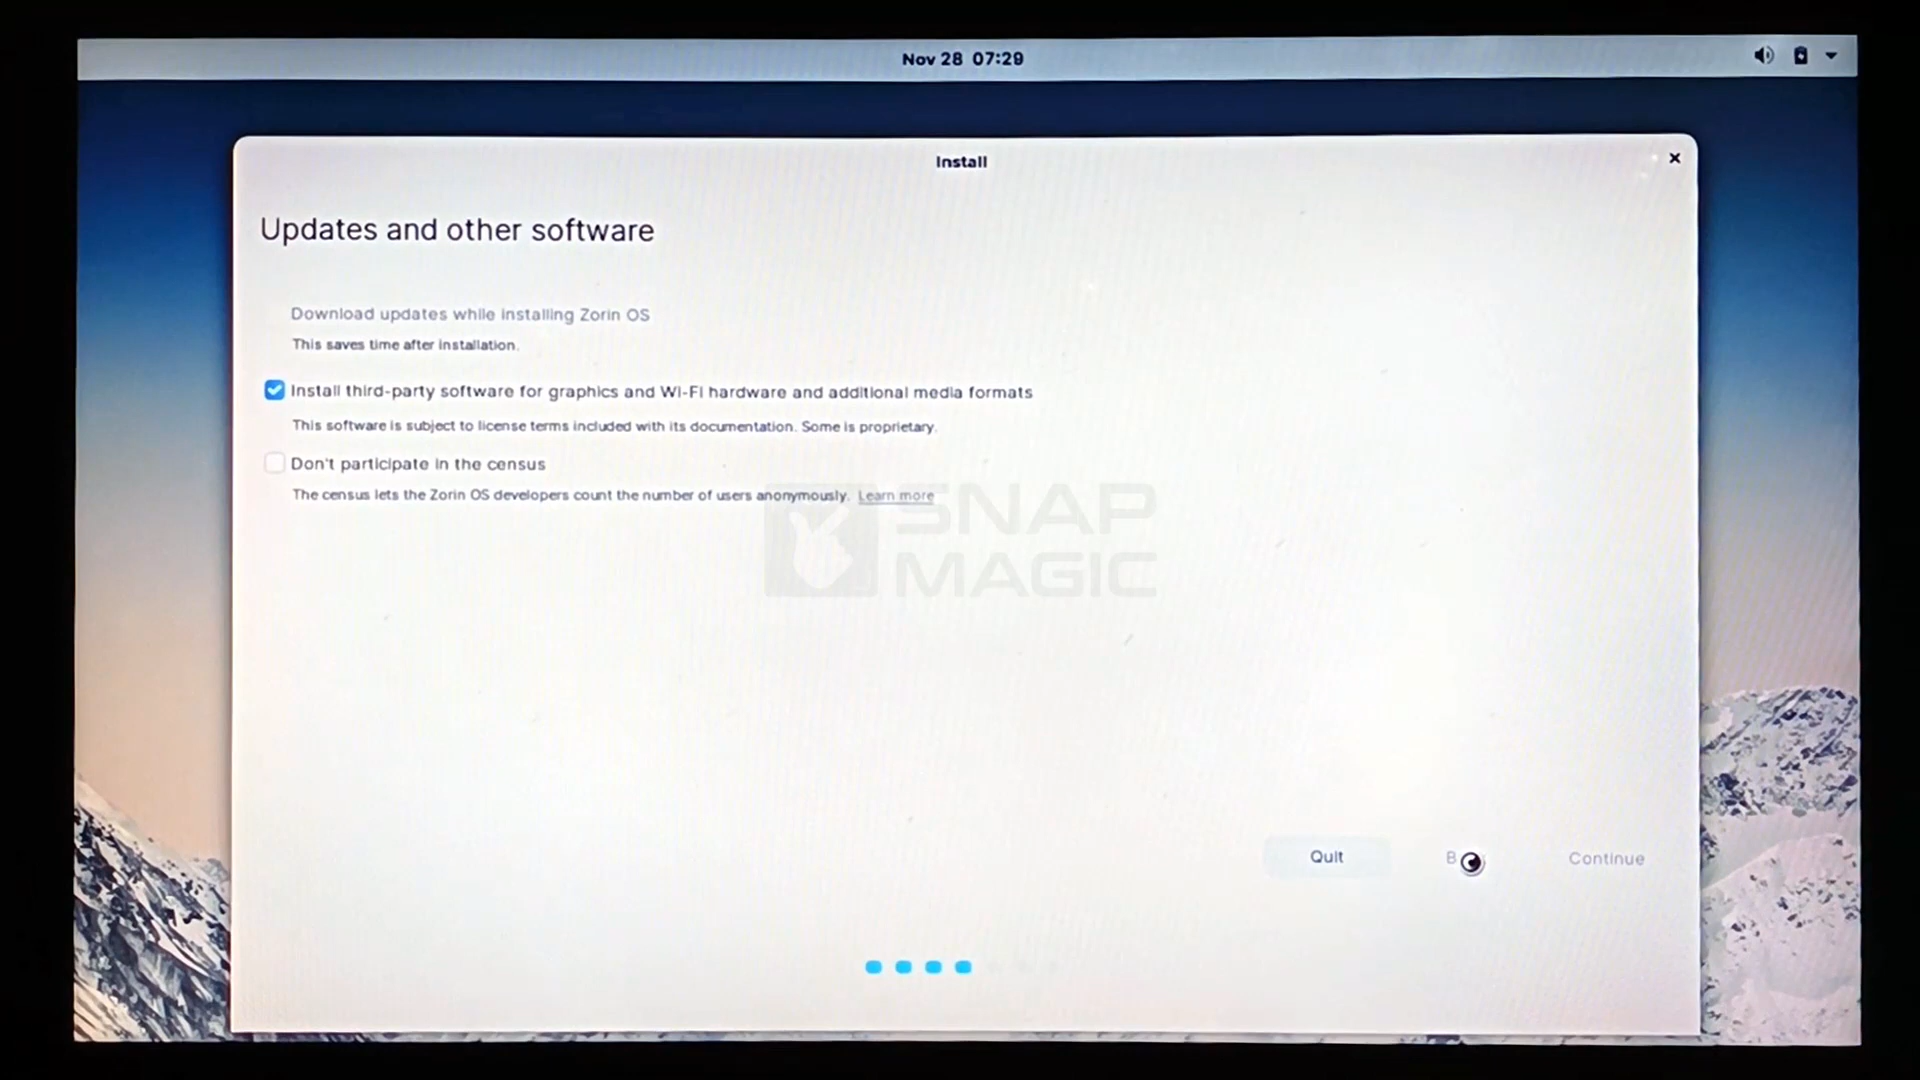 Nov 28 07:29
Install
Updates and other software
Download updates while installing Zorin OS
This saves time after installation.
Install third-party software for graphics and Wi-Fi hardware and additional media formats
This software is subject to license terms included with its documentation. Some is proprietary.
Don't participate in the census
The census lets the Zorin OS developers count the number of users anonymously. Learn more
SNAP
MAGIC
Quit
Continue